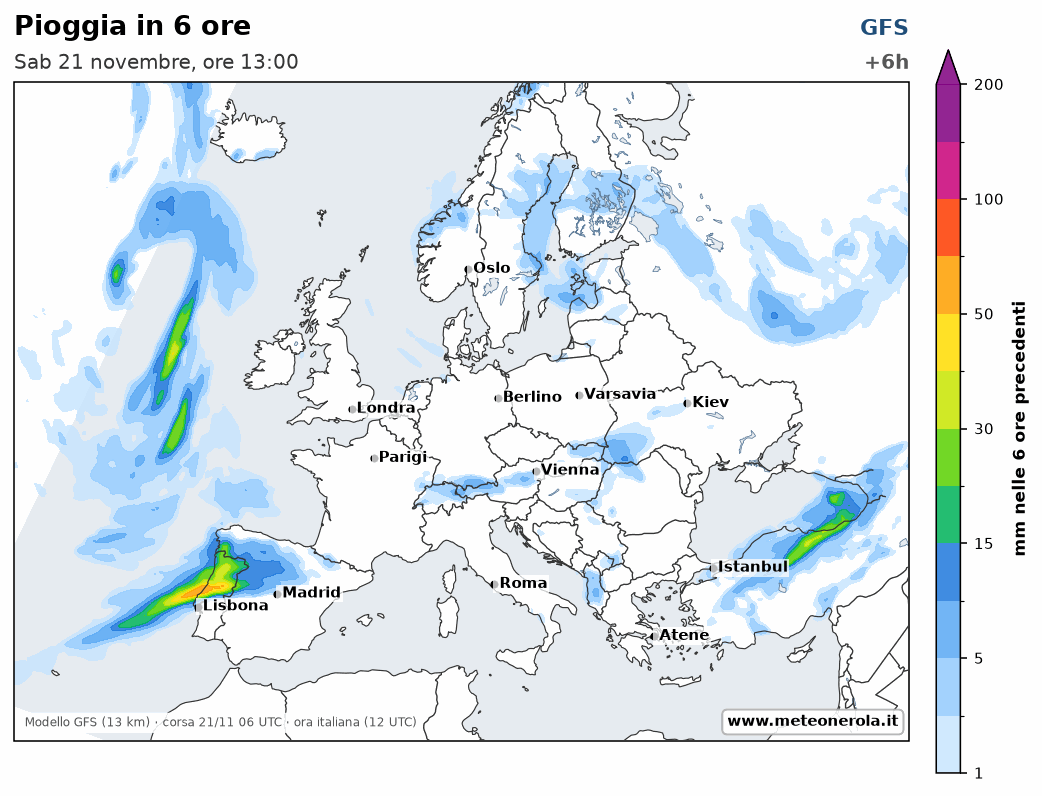 Pioggia in 6 ore
GFS
Sab 21 novembre, ore 13:00
+6h
200
100
50
30
15
5
1
mm nelle 6 ore precedenti
Oslo
Berlino
Varsavia
Kiev
Londra
Parigi
Vienna
Istanbul
Roma
Madrid
Lisbona
Atene
Modello GFS (13 km) · corsa 21/11 06 UTC · ora italiana (12 UTC)
www.meteonerola.it